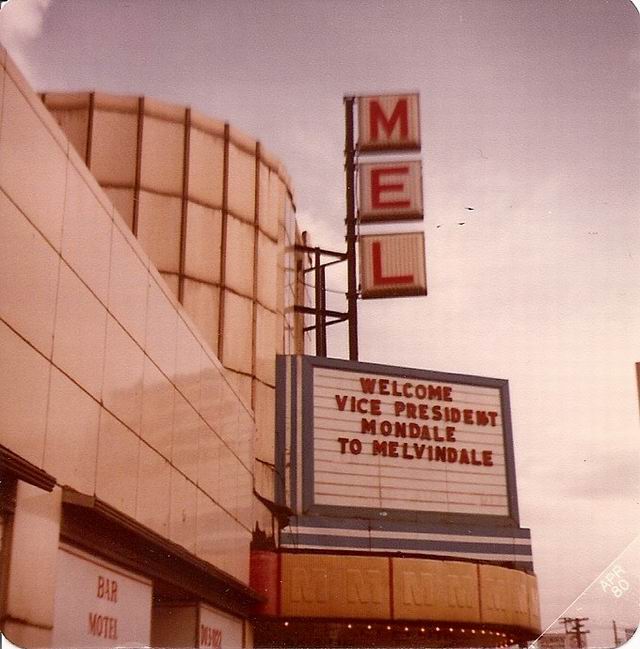 M
E
L
WELCOME
VICE PRESIDENT
MONDALE
TO MELVINDALE
M M M M M
BAR
MOTEL
APR
80